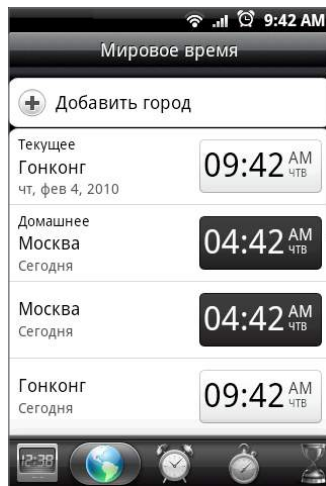 9:42 AM
Мировое время
Добавить город
Текущее
Гонконг
чт, фев 4, 2010
09:42 AM
ЧТВ
Домашнее
Москва
Сегодня
04:42 AM
ЧТВ
Москва
Сегодня
04:42 AM
ЧТВ
Гонконг
Сегодня
09:42 AM
ЧТВ
12:38